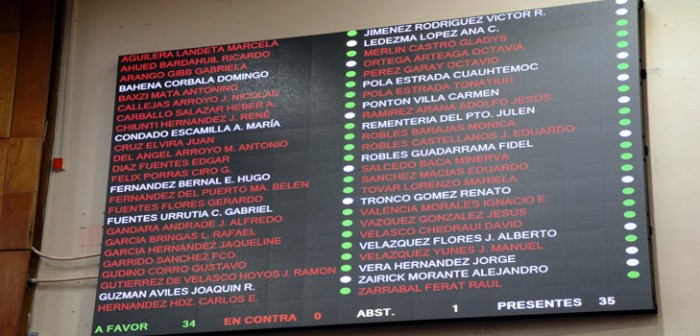 AGUILERA LANDETA MARCELA
AHUED BARDAHUIL RICARDO
ARANGO GIBB GABRIELA
BAHENA CORBALA DOMINGO
BAXZI MATA ANTONINO
CALLEJAS ARROYO J. NICOLAS
CARBALLO SALAZAR HEBER A.
CHIUNTI HERNANDEZ J. RENÉ
CONDADO ESCAMILLA A. MARÍA
CRUZ ELVIRA JUAN
DEL ANGEL ARROYO M. ANTONIO
DIAZ FUENTES EDGAR
FELIX PORRAS CIRO G.
FERNANDEZ BERNAL E. HUGO
FERNANDEZ DEL PUERTO MA. BELEN
FUENTES FLORES GERARDO
FUENTES URRUTIA C. GABRIEL
GANDARA ANDRADE J. ALFREDO
GARCIA BRINGAS L. RAFAEL
GARCIA HERNÁNDEZ JAQUELINE
GARRIDO SANCHEZ FCO.
GUDINO CORRO GUSTAVO
GUTIERREZ DE VELASCO HOYOS J. RAMON
GUZMAN AVILES JOAQUIN R.
HERNANDEZ HDZ. CARLOS E.
JIMENEZ RODRIGUEZ VICTOR R.
LEDEZMA LOPEZ ANA C.
MERLIN CASTRO GLADYS
ORTEGA ARTEAGA OCTAVIA
PEREZ GARAY OCTAVIO
POLA ESTRADA CUAUHTEMOC
POLA ESTRADA TONATIUH
PONTON VILLA CARMEN
RAMIREZ ARANA ADOLFO JESÚS
REMENTERIA DEL PTO. JULEN
ROBLES BARAJAS MONICA
ROBLES CASTELLANOS J. EDUARDO
ROBLES GUADARRAMA FIDEL
SALCEDO BACA MINERVA
SANCHEZ MACIAS EDUARDO
TOVAR LORENZO MARIELA
TRONCO GOMEZ RENATO
VALENCIA MORALES IGNACIO E.
VAZQUEZ GONZALEZ JESUS
VELASCO CHEDRAUI DAVID
VELAZQUEZ FLORES J. ALBERTO
VELAZQUEZ YUNES J. MANUEL
VERA HERNANDEZ JORGE
ZAIRICK MORANTE ALEJANDRO
ZARRABAL FERAT RAUL
A FAVOR 34 EN CONTRA 0 ABST. 1 PRESENTES 35